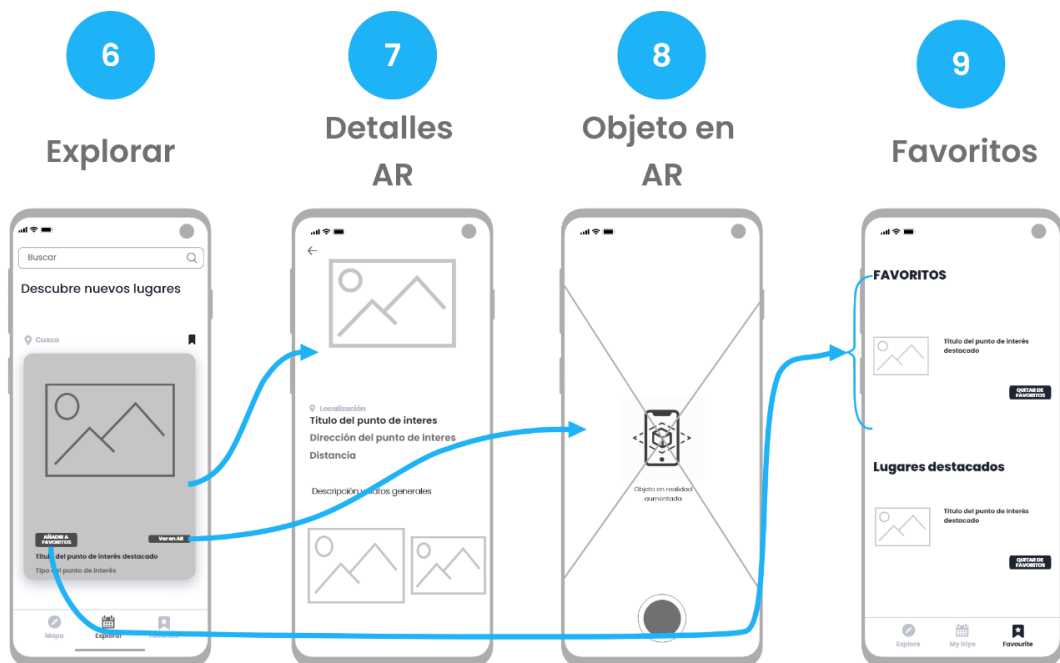 6
Explorar
Buscar
Descubre nuevos lugares
Cusco
AÑADIR A
FAVORITOS
Ver en AR
Título del punto de interés destacado
Tipo del punto de interés
Mapa
Explorar
7
Detalles
AR
Localización
Titulo del punto de interes
Dirección del punto de interes
Distancia
Descripción y datos generales
8
Objeto en
AR
Objeto en realidad
aumentada
9
Favoritos
FAVORITOS
Titulo del punto de interés
destacado
QUITAR DE
FAVORITOS
Lugares destacados
Titulo del punto de interés
destacado
QUITAR DE
FAVORITOS
Explore
My trips
Favourite